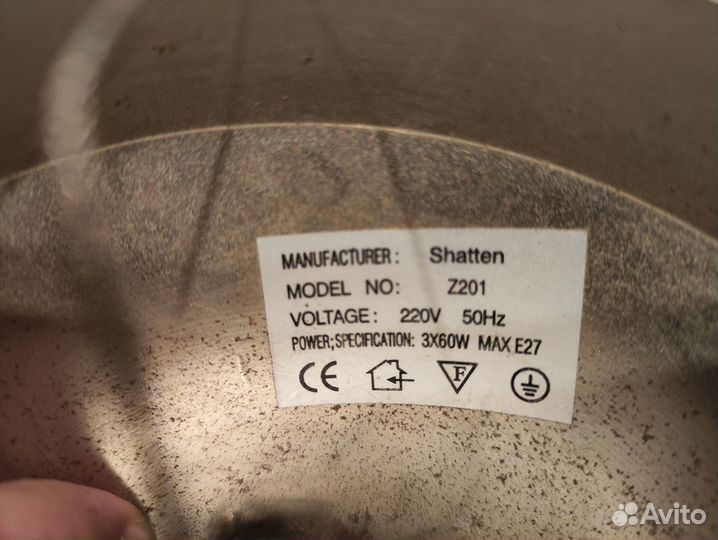 MANUFACTURER: Shatten
MODEL NO: Z201
VOLTAGE: 220V 50Hz
POWER;SPECIFICATION: 3X60W MAX E27
CE F
Avito